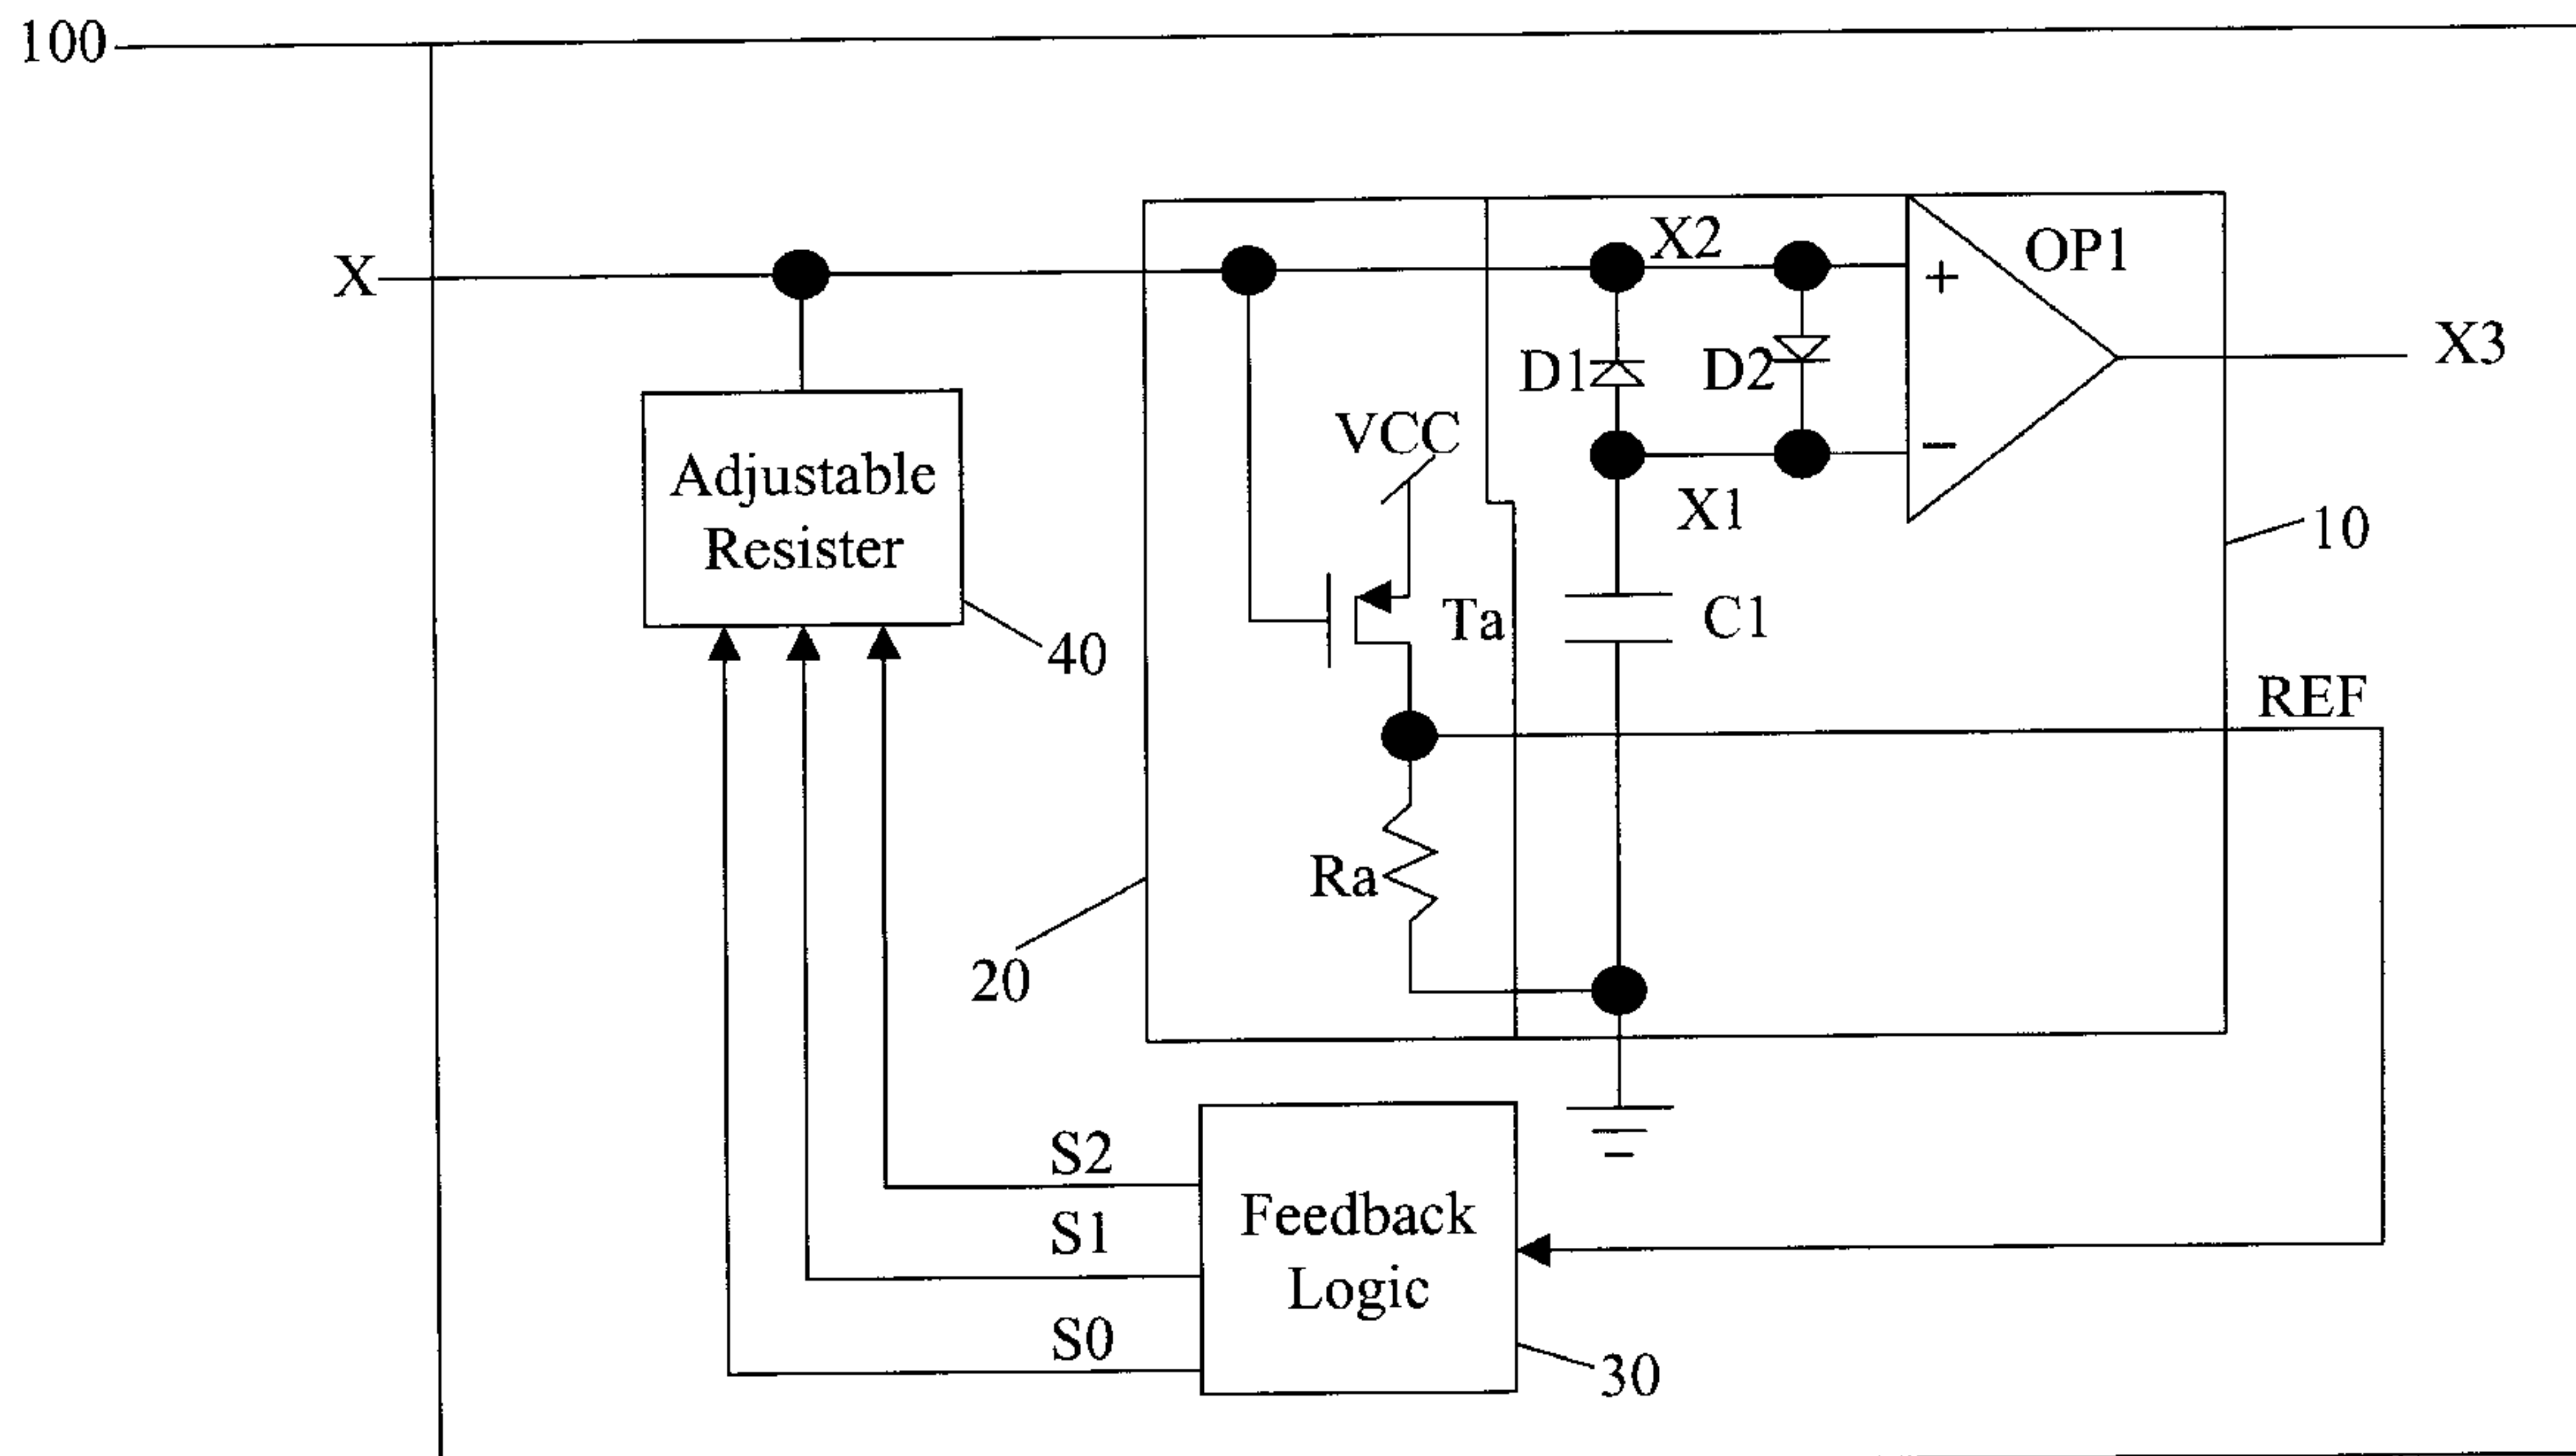 100
X
X2
OP1
+
X3
D1
D2
VCC
Adjustable
Resister
−
X1
10
Ta
C1
40
REF
Ra
20
S2
Feedback
Logic
S1
S0
30